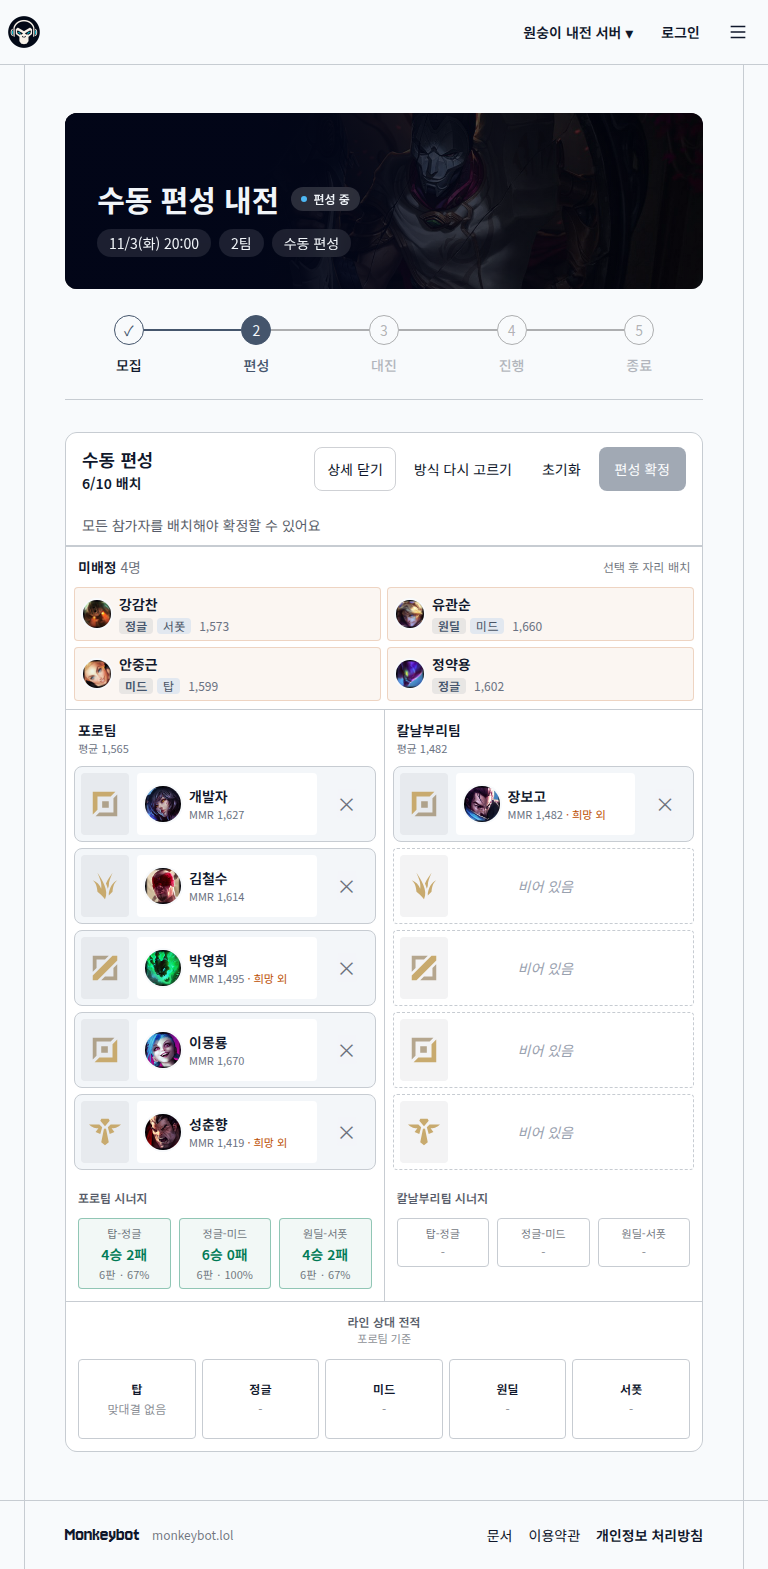 원숭이 내전 서버 ▾
로그인
수동 편성 내전
편성 중
11/3(화) 20:00
2팀
수동 편성
✓
2
3
4
5
모집
편성
대진
진행
종료
수동 편성
6/10 배치
상세 닫기
방식 다시 고르기
초기화
편성 확정
모든 참가자를 배치해야 확정할 수 있어요
미배정 4명
선택 후 자리 배치
강감찬
정글 서폿 1,573
유관순
원딜 미드 1,660
안중근
미드 탑 1,599
정약용
정글 1,602
포로팀
평균 1,565
개발자
MMR 1,627
김철수
MMR 1,614
박영희
MMR 1,495 · 희망 외
이몽룡
MMR 1,670
성춘향
MMR 1,419 · 희망 외
포로팀 시너지
탑-정글
4승 2패
6판 · 67%
정글-미드
6승 0패
6판 · 100%
원딜-서폿
4승 2패
6판 · 67%
칼날부리팀
평균 1,482
장보고
MMR 1,482 · 희망 외
비어 있음
비어 있음
비어 있음
비어 있음
칼날부리팀 시너지
탑-정글
-
정글-미드
-
원딜-서폿
-
라인 상대 전적
포로팀 기준
탑
맞대결 없음
정글
-
미드
-
원딜
-
서폿
-
Monkeybot
monkeybot.lol
문서
이용약관
개인정보 처리방침